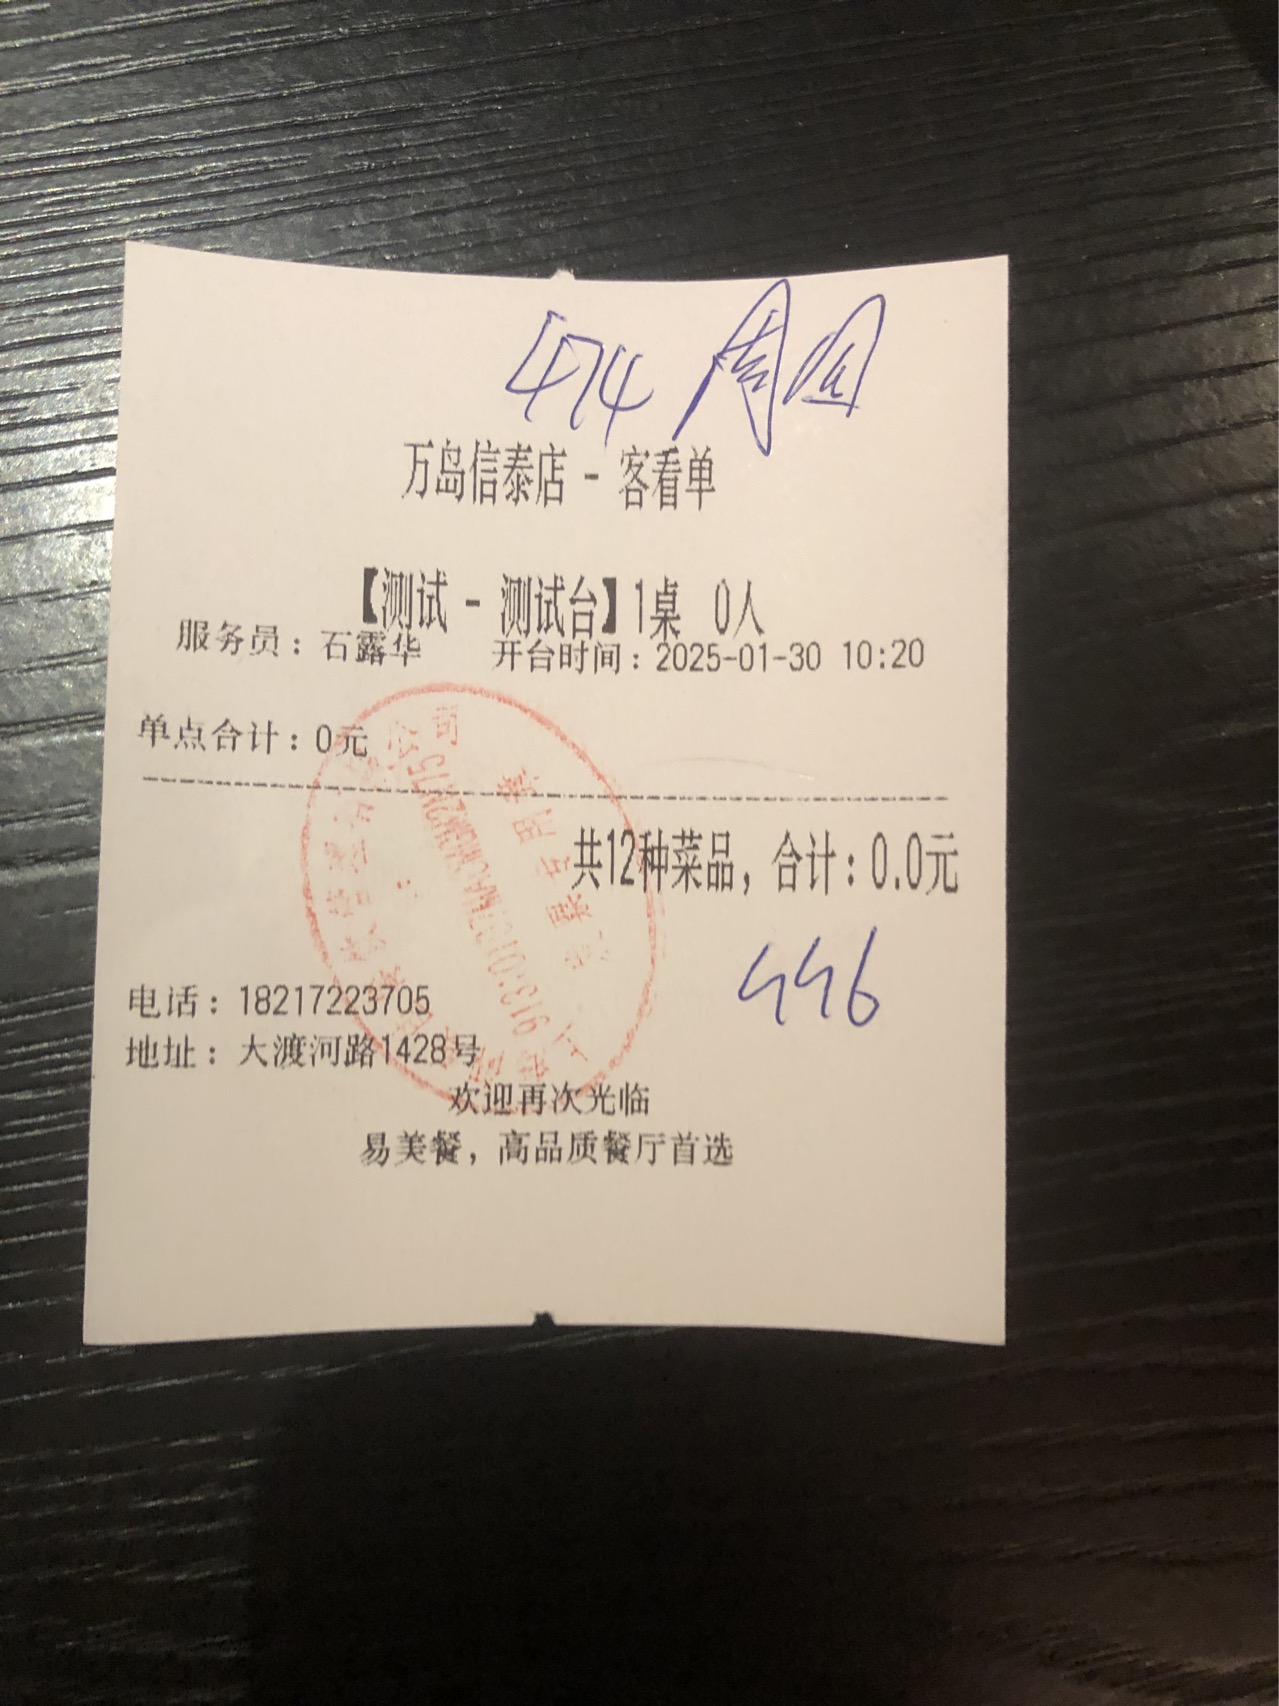 474 周
万岛信泰店 - 客看单
【测试 - 测试台】1桌 0人
服务员：石露华 开台时间：2025-01-30 10:20
单点合计：0元
共12种菜品，合计：0.0元
446
电话：18217223705
地址：大渡河路1428号
欢迎再次光临
易美餐，高品质餐厅首选